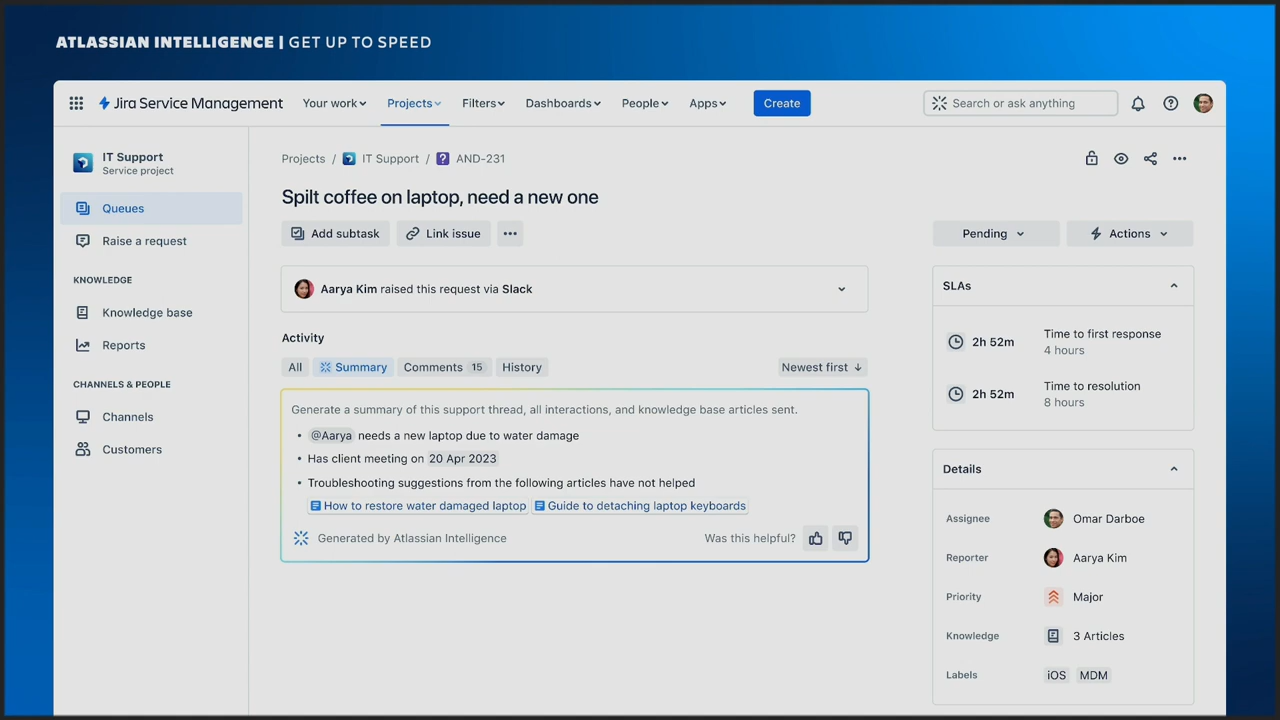 ATLASSIAN INTELLIGENCE | GET UP TO SPEED
Jira Service Management Your work Projects Filters Dashboards People Apps Create Search or ask anything
IT Support
Service project
Queues
Raise a request
KNOWLEDGE
Knowledge base
Reports
CHANNELS & PEOPLE
Channels
Customers
Projects / IT Support / AND-231
Spilt coffee on laptop, need a new one
Add subtask Link issue
Pending Actions
Aarya Kim raised this request via Slack
Activity
All Summary Comments 15 History Newest first
Generate a summary of this support thread, all interactions, and knowledge base articles sent.
• @Aarya needs a new laptop due to water damage
• Has client meeting on 20 Apr 2023
• Troubleshooting suggestions from the following articles have not helped
How to restore water damaged laptop Guide to detaching laptop keyboards
Generated by Atlassian Intelligence Was this helpful?
SLAs
2h 52m Time to first response
4 hours
2h 52m Time to resolution
8 hours
Details
Assignee Omar Darboe
Reporter Aarya Kim
Priority Major
Knowledge 3 Articles
Labels iOS MDM